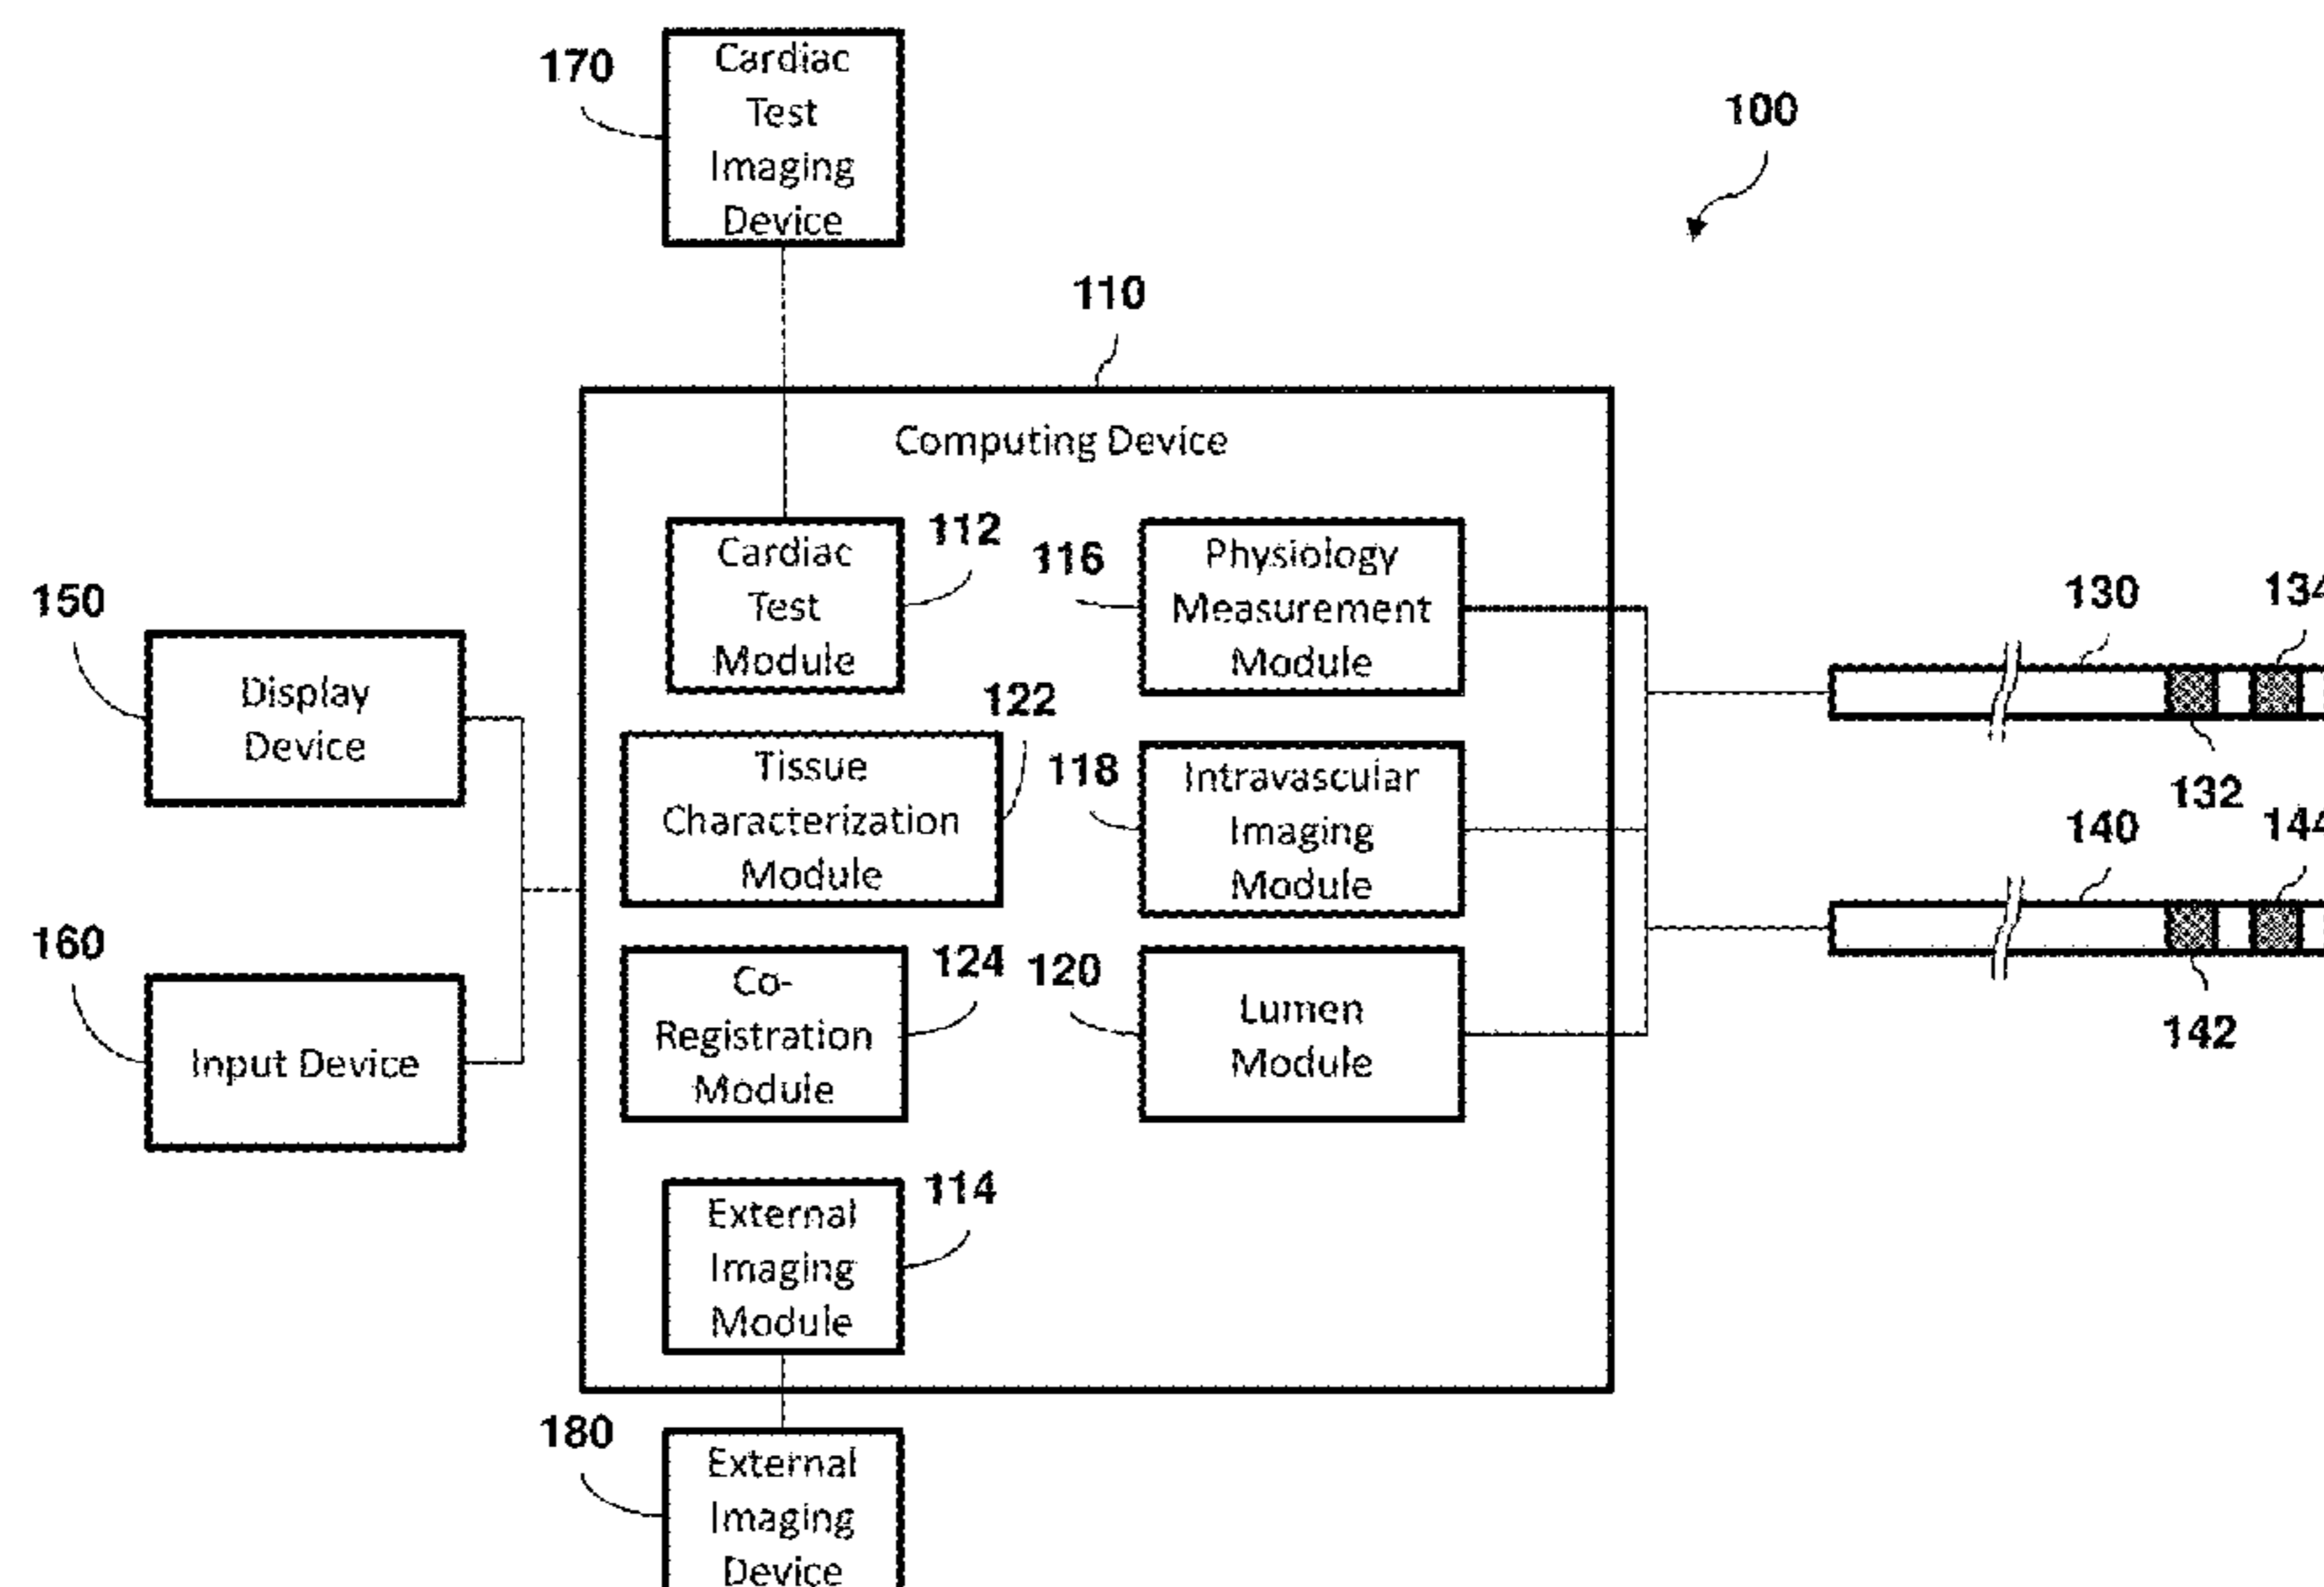 170
Cardiac
Test
Imaging
Device
100
110
Computing Device
112
Cardiac
Test
Module
116
Physiology
Measurement
Module
122
Tissue
Characterization
Module
118
Intravascular
Imaging
Module
124
Co-
Registration
Module
120
Lumen
Module
114
External
Imaging
Module
150
Display
Device
160
Input Device
130
134
132
140
144
142
180
External
Imaging
Device